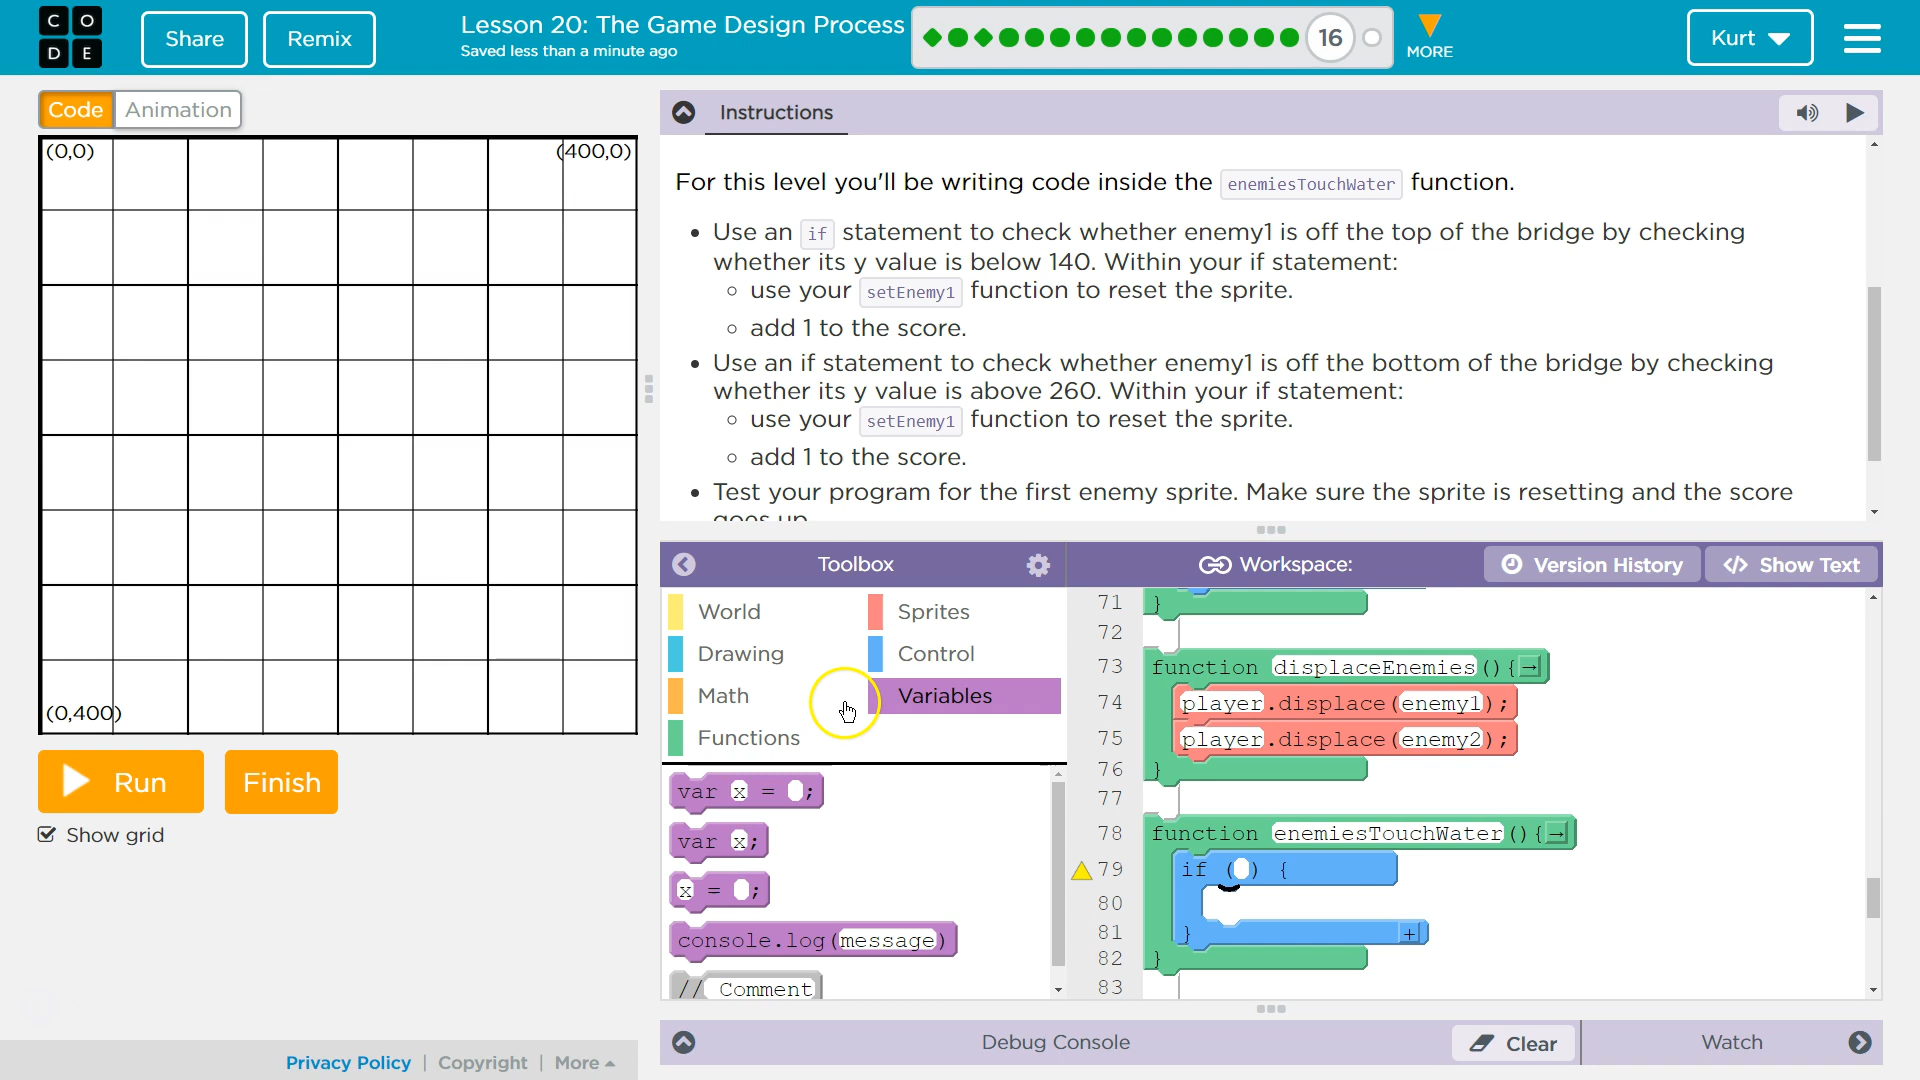 C O
D E
Share
Remix
Lesson 20: The Game Design Process
Saved less than a minute ago
16
MORE
Kurt
Code
Animation
(0,0)
(400,0)
(0,400)
Run
Finish
Show grid
Privacy Policy | Copyright | More
Instructions
For this level you'll be writing code inside the enemiesTouchWater function.
Use an if statement to check whether enemy1 is off the top of the bridge by checking
whether its y value is below 140. Within your if statement:
use your setEnemy1 function to reset the sprite.
add 1 to the score.
Use an if statement to check whether enemy1 is off the bottom of the bridge by checking
whether its y value is above 260. Within your if statement:
use your setEnemy1 function to reset the sprite.
add 1 to the score.
Test your program for the first enemy sprite. Make sure the sprite is resetting and the score
goes up
Toolbox
World
Sprites
Drawing
Control
Math
Variables
Functions
var x = ;
var x;
x = ;
console.log(message)
// Comment
Workspace:
Version History
</> Show Text
71 }
72
73 function displaceEnemies(){→
74 player.displace(enemy1);
75 player.displace(enemy2);
76 }
77
78 function enemiesTouchWater(){→
79 if () {
80
81 } +
82 }
83
Debug Console
Clear
Watch